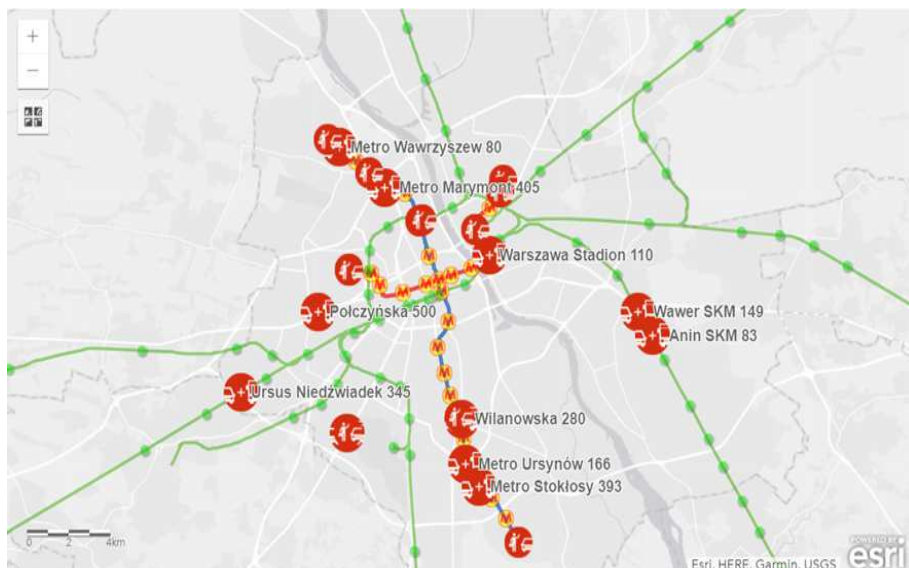 +
−
Metro Wawrzyszew 80
Metro Marymont 405
Warszawa Stadion 110
Połczyńska 500
Wawer SKM 149
Anin SKM 83
Ursus Niedźwiadek 345
Wilanowska 280
Metro Ursynów 166
Metro Stokłosy 393
0 2 4km
POWERED BY
esri
Esri, HERE, Garmin, USGS